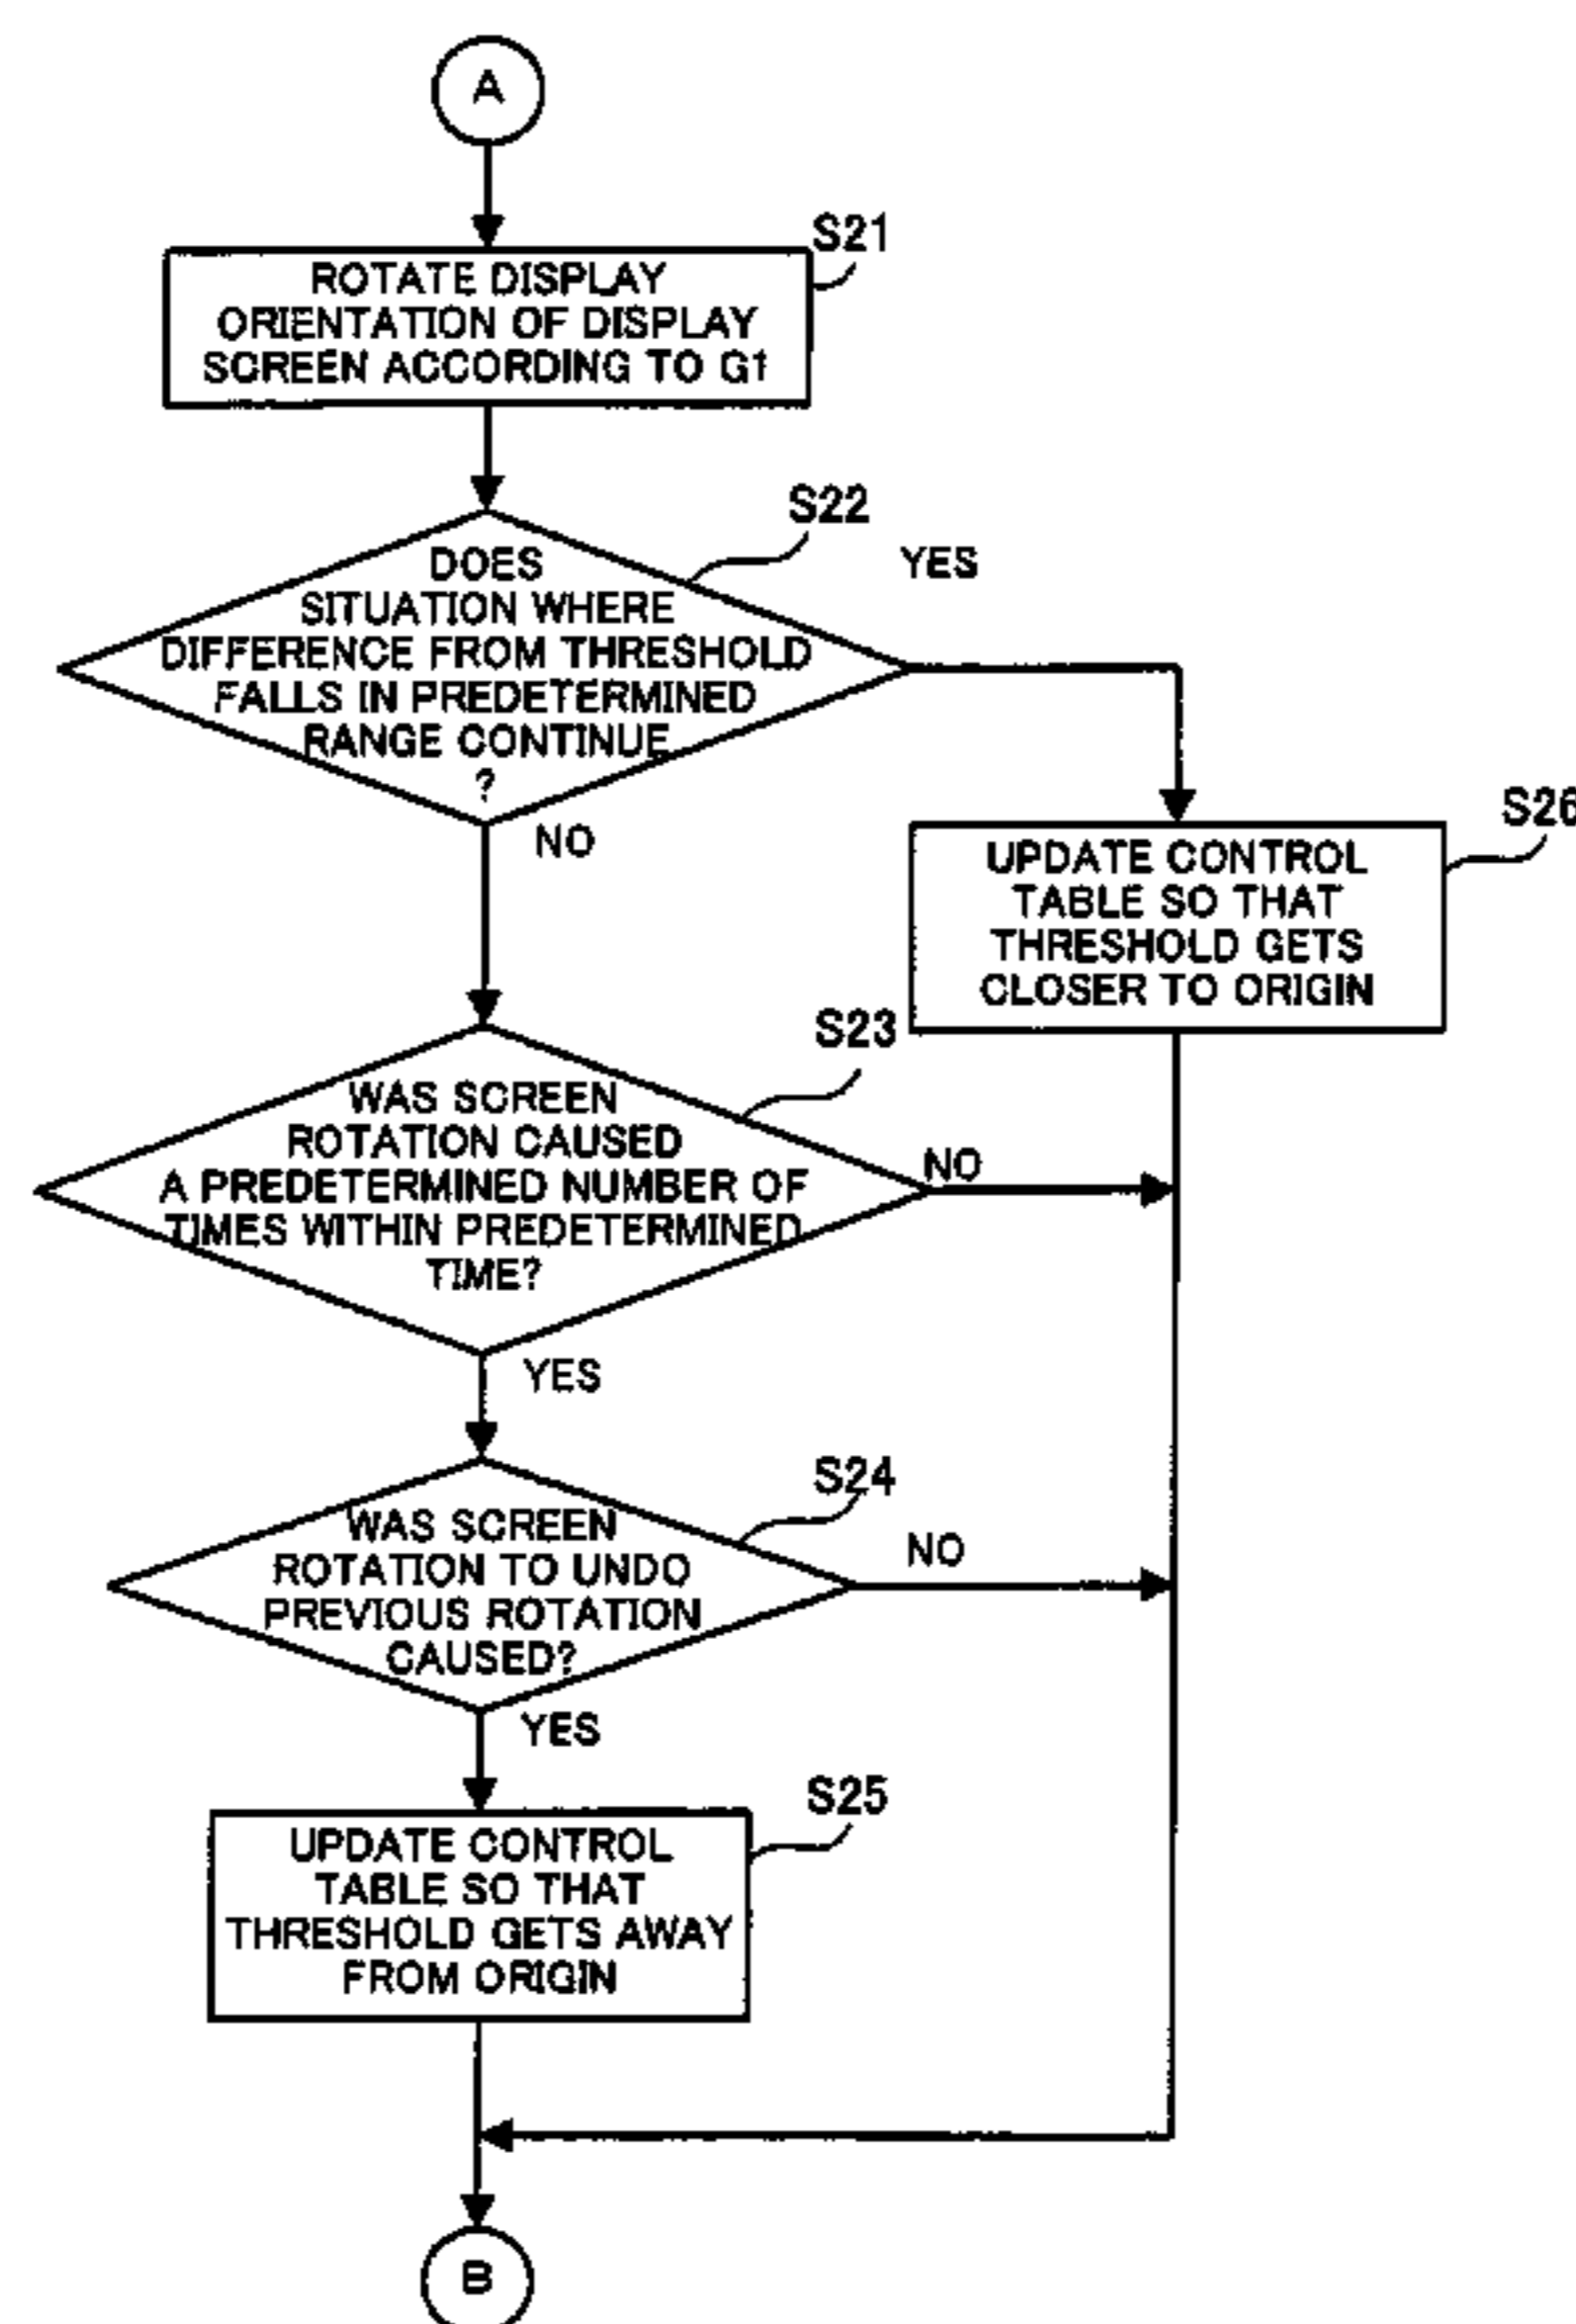 A
S21
ROTATE DISPLAY
ORIENTATION OF DISPLAY
SCREEN ACCORDING TO G1
S22
YES
DOES
SITUATION WHERE
DIFFERENCE FROM THRESHOLD
FALLS IN PREDETERMINED
RANGE CONTINUE
?
NO
S26
UPDATE CONTROL
TABLE SO THAT
THRESHOLD GETS
CLOSER TO ORIGIN
S23
WAS SCREEN
ROTATION CAUSED
A PREDETERMINED NUMBER OF
TIMES WITHIN PREDETERMINED
TIME?
NO
YES
S24
WAS SCREEN
ROTATION TO UNDO
PREVIOUS ROTATION
CAUSED?
NO
YES
S25
UPDATE CONTROL
TABLE SO THAT
THRESHOLD GETS AWAY
FROM ORIGIN
B